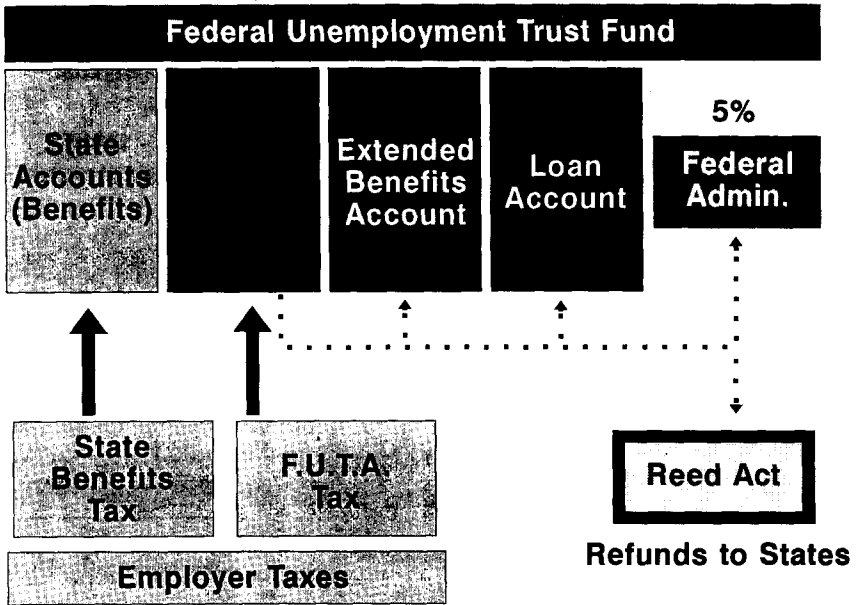 Federal Unemployment Trust Fund
State
Accounts
(Benefits)
Extended
Benefits
Account
Loan
Account
5%
Federal
Admin.
State
Benefits
Tax
F.U.T.A.
Tax
Reed Act
Refunds to States
Employer Taxes